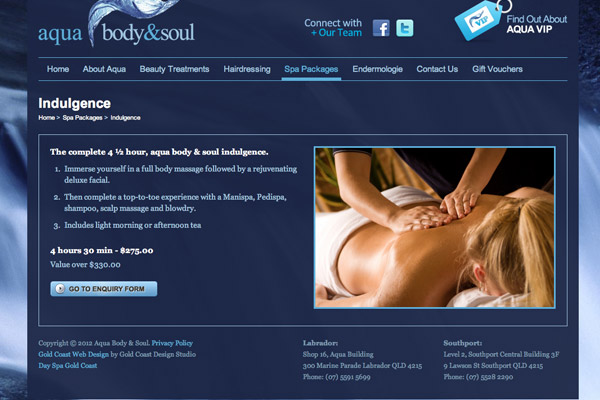 aqua body&soul
Connect with
+ Our Team
VIP
Find Out About
AQUA VIP
Home About Aqua Beauty Treatments Hairdressing Spa Packages Endermologie Contact Us Gift Vouchers
Indulgence
Home > Spa Packages > Indulgence
The complete 4 ½ hour, aqua body & soul indulgence.
1. Immerse yourself in a full body massage followed by a rejuvenating
deluxe facial.
2. Then complete a top-to-toe experience with a Manispa, Pedispa,
shampoo, scalp massage and blowdry.
3. Includes light morning or afternoon tea
4 hours 30 min - $275.00
Value over $330.00
GO TO ENQUIRY FORM
Copyright © 2012 Aqua Body & Soul. Privacy Policy
Gold Coast Web Design by Gold Coast Design Studio
Day Spa Gold Coast
Labrador:
Shop 16, Aqua Building
300 Marine Parade Labrador QLD 4215
Phone: (07) 5591 5699
Southport:
Level 2, Southport Central Building 3F
9 Lawson St Southport QLD 4215
Phone: (07) 5528 2290